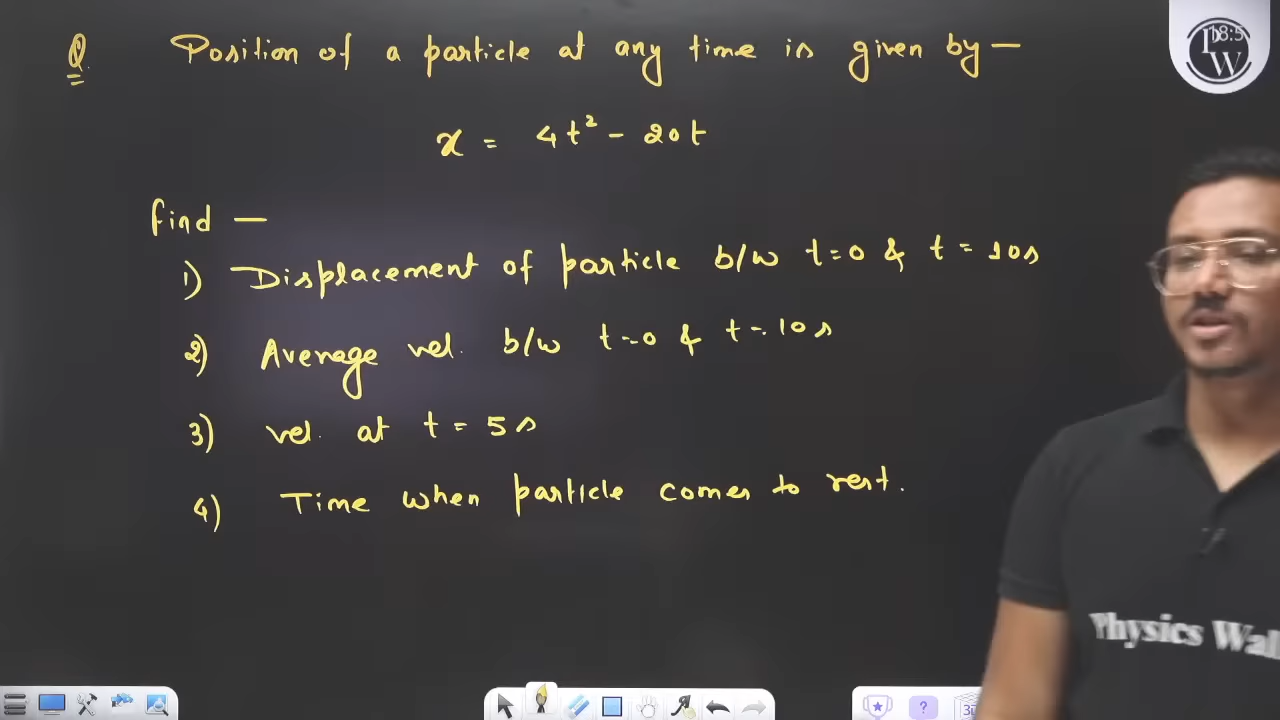 Q. Position of a particle at any time is given by —
x = 4t² - 20t
find —
1) Displacement of particle b/w t=0 & t = 10s
2) Average vel. b/w t=0 & t=10s
3) vel. at t = 5s
4) Time when particle comes to rest.
Physics Wal
?
3D